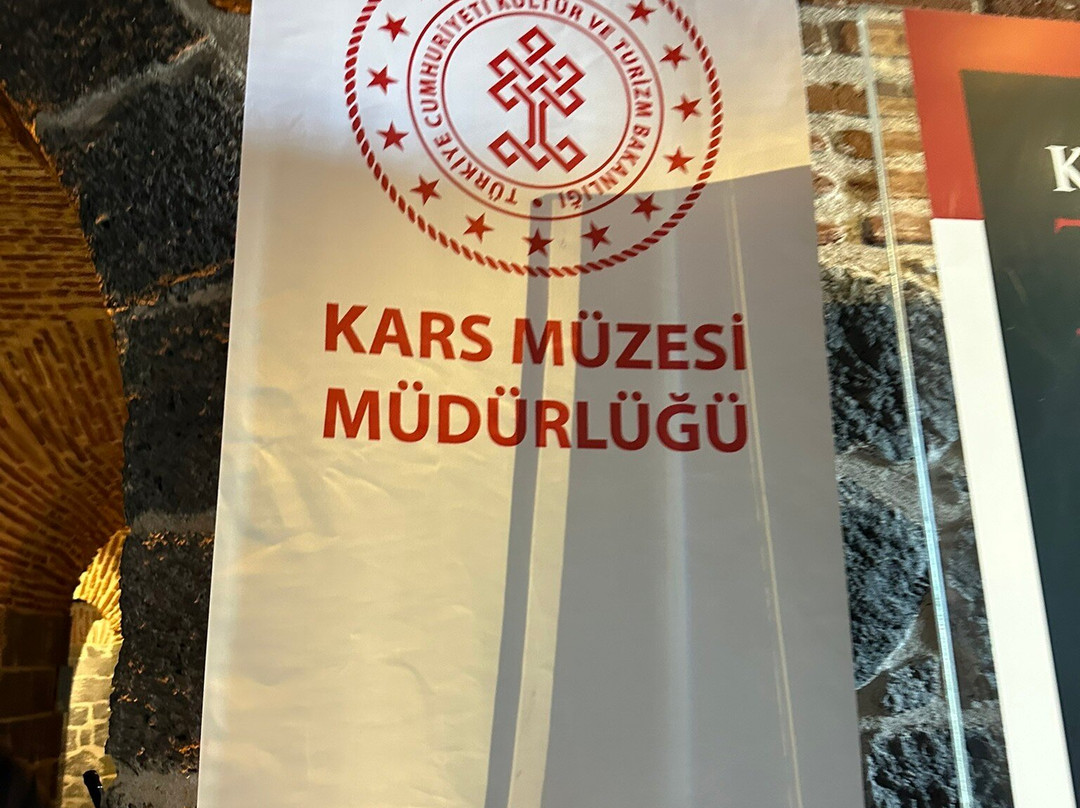 TÜRKİYE CUMHURİYETİ KÜLTÜR VE TURİZM BAKANLIĞI
KARS MÜZESİ
MÜDÜRLÜĞÜ
K